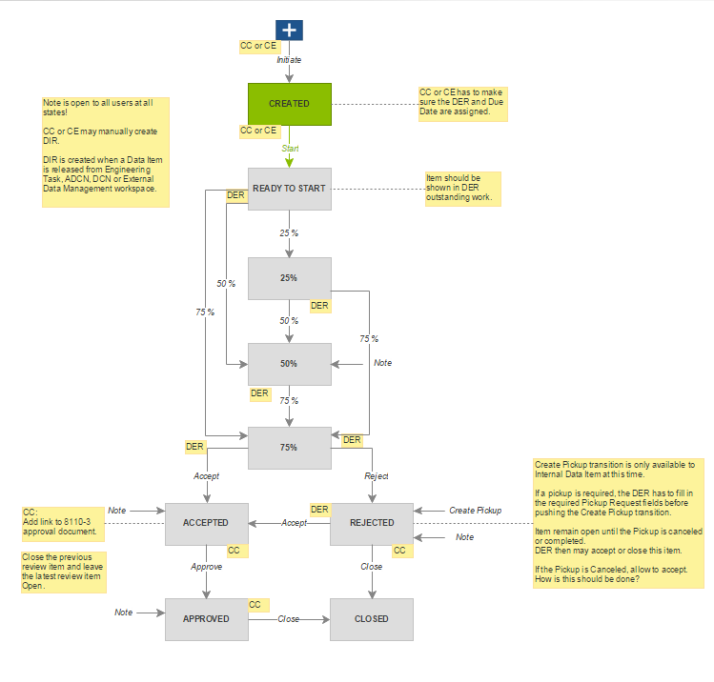 CC or CE
Initiate
CREATED
CC or CE has to make
sure the DER and Due
Date are assigned.
Note is open to all users at all
states!
CC or CE may manually create
DIR.
DIR is created when a Data Item
is released from Engineering
Task, ADCN, DCN or External
Data Management workspace.
CC or CE
Start
READY TO START
DER
Item should be
shown in DER
outstanding work.
25 %
25%
50 %
DER
75 %
50 %
75 %
50%
Note
DER
75 %
75%
DER
DER
Accept
Reject
Create Pickup transition is only available to
Internal Data Item at this time.
If a pickup is required, the DER has to fill in
the required Pickup Request fields before
pushing the Create Pickup transition.
Item remain open until the Pickup is canceled
or completed.
DER then may accept or close this item.
If the Pickup is Canceled, allow to accept.
How is this should be done?
CC:
Add link to 8110-3
approval document.
Note
ACCEPTED
Accept
DER
REJECTED
Create Pickup
Note
CC
CC
Close the previous
review item and leave
the latest review item
Open.
Approve
Close
Note
APPROVED
CC
Close
CLOSED